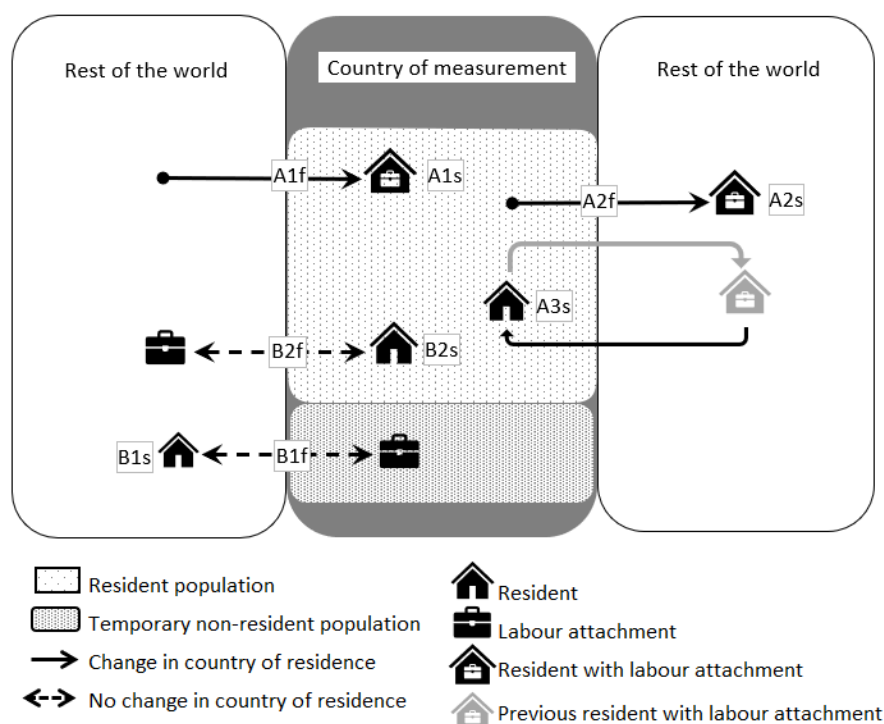 Rest of the world
Country of measurement
Rest of the world
A1f
A1s
A2f
A2s
A3s
B2f
B2s
B1s
B1f
Resident population
Temporary non-resident population
Change in country of residence
No change in country of residence
Resident
Labour attachment
Resident with labour attachment
Previous resident with labour attachment